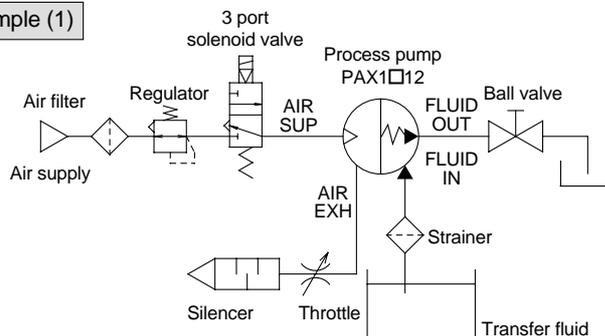 mple (1)
3 port
solenoid valve
Process pump
PAX1□12
Air filter
Regulator
AIR
SUP
FLUID
OUT
Ball valve
FLUID
IN
Air supply
AIR
EXH
Strainer
Silencer
Throttle
Transfer fluid